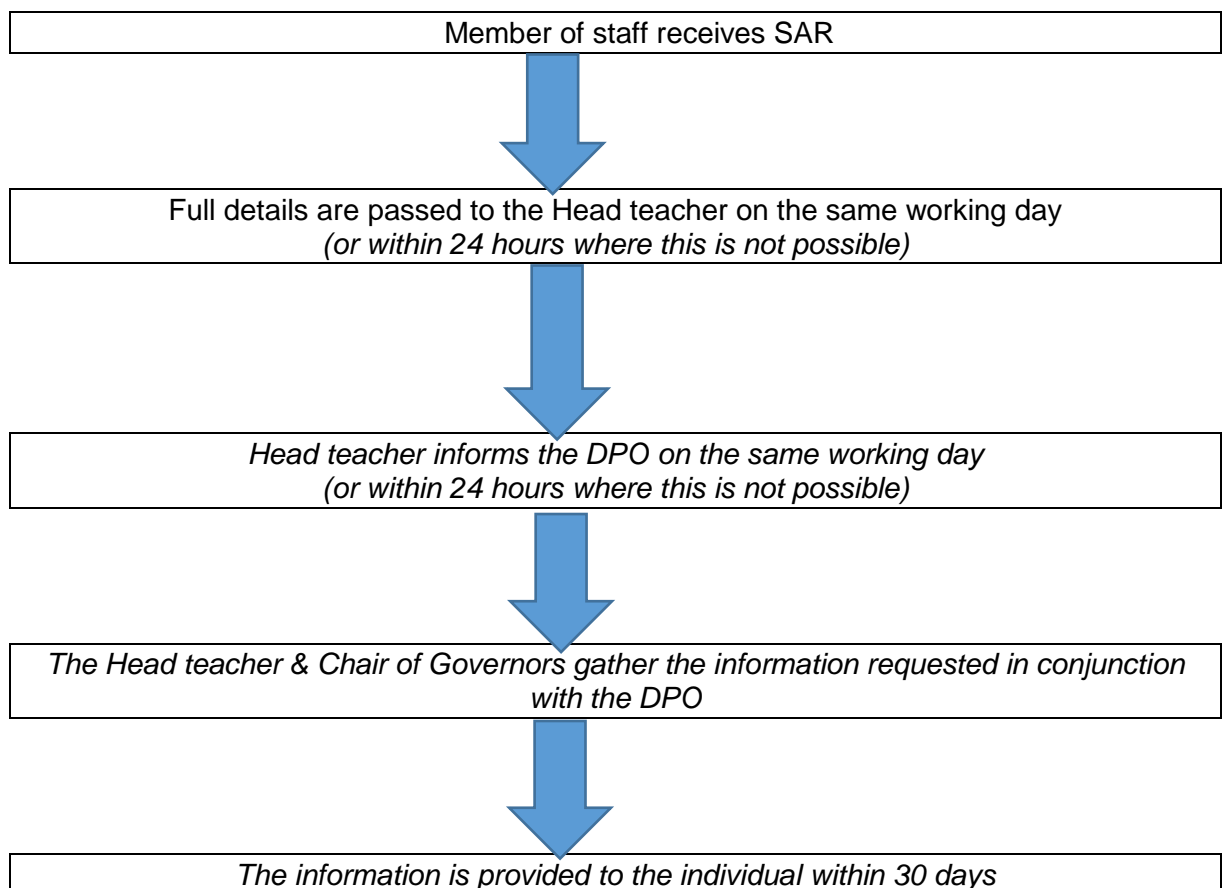 Member of staff receives SAR
Full details are passed to the Head teacher on the same working day
(or within 24 hours where this is not possible)
Head teacher informs the DPO on the same working day
(or within 24 hours where this is not possible)
The Head teacher & Chair of Governors gather the information requested in conjunction
with the DPO
The information is provided to the individual within 30 days